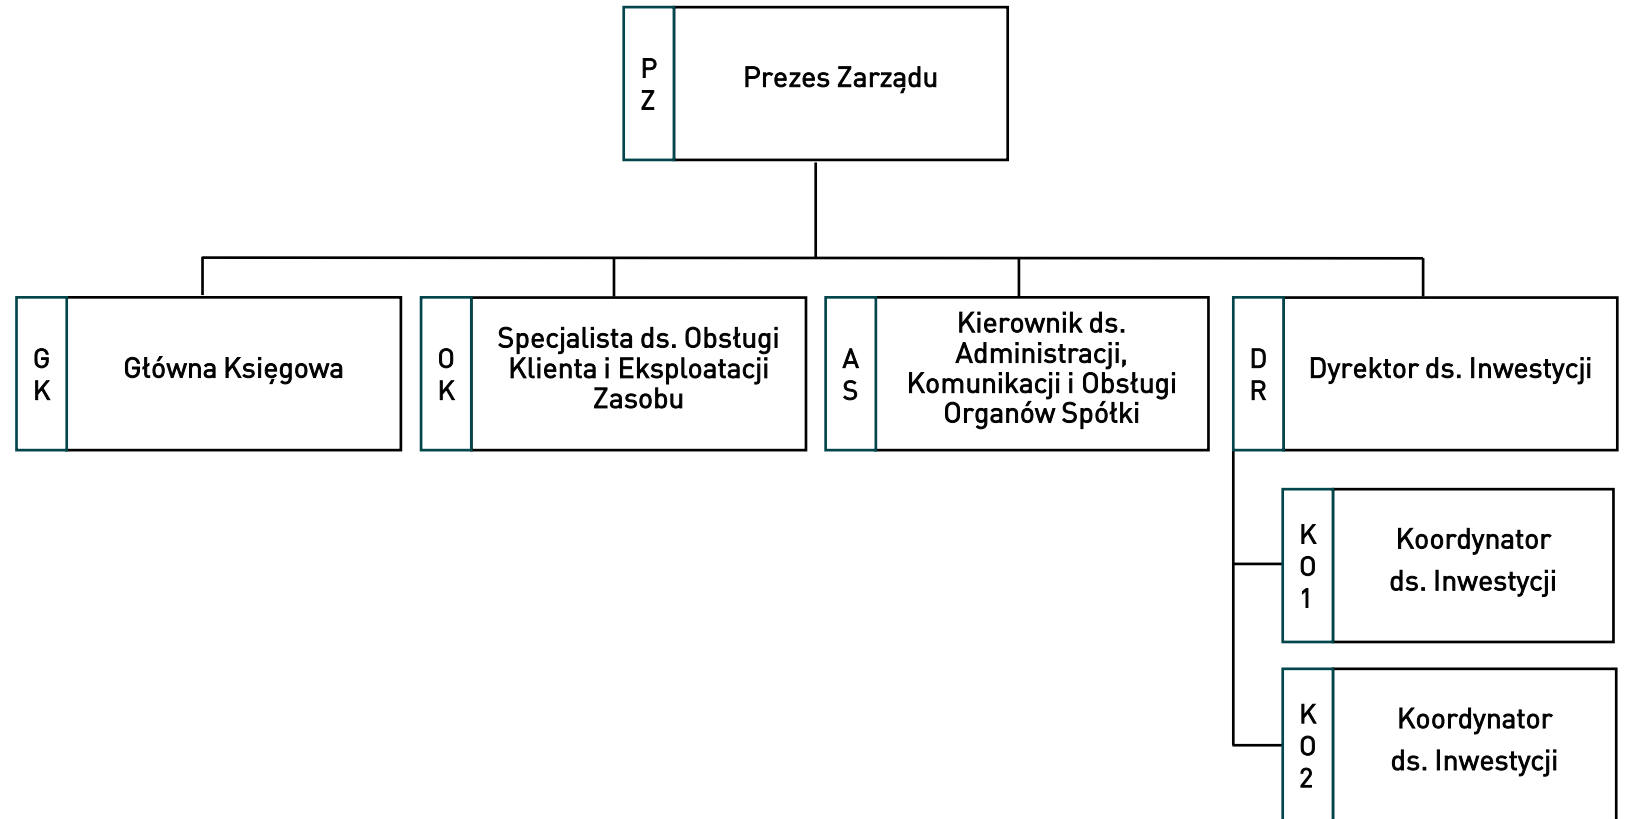 P
Z
Prezes Zarządu
G
K
Główna Księgowa
O
K
Specjalista ds. Obsługi
Klienta i Eksploatacji
Zasobu
A
S
Kierownik ds.
Administracji,
Komunikacji i Obsługi
Organów Spółki
D
R
Dyrektor ds. Inwestycji
K
O
1
Koordynator
ds. Inwestycji
K
O
2
Koordynator
ds. Inwestycji